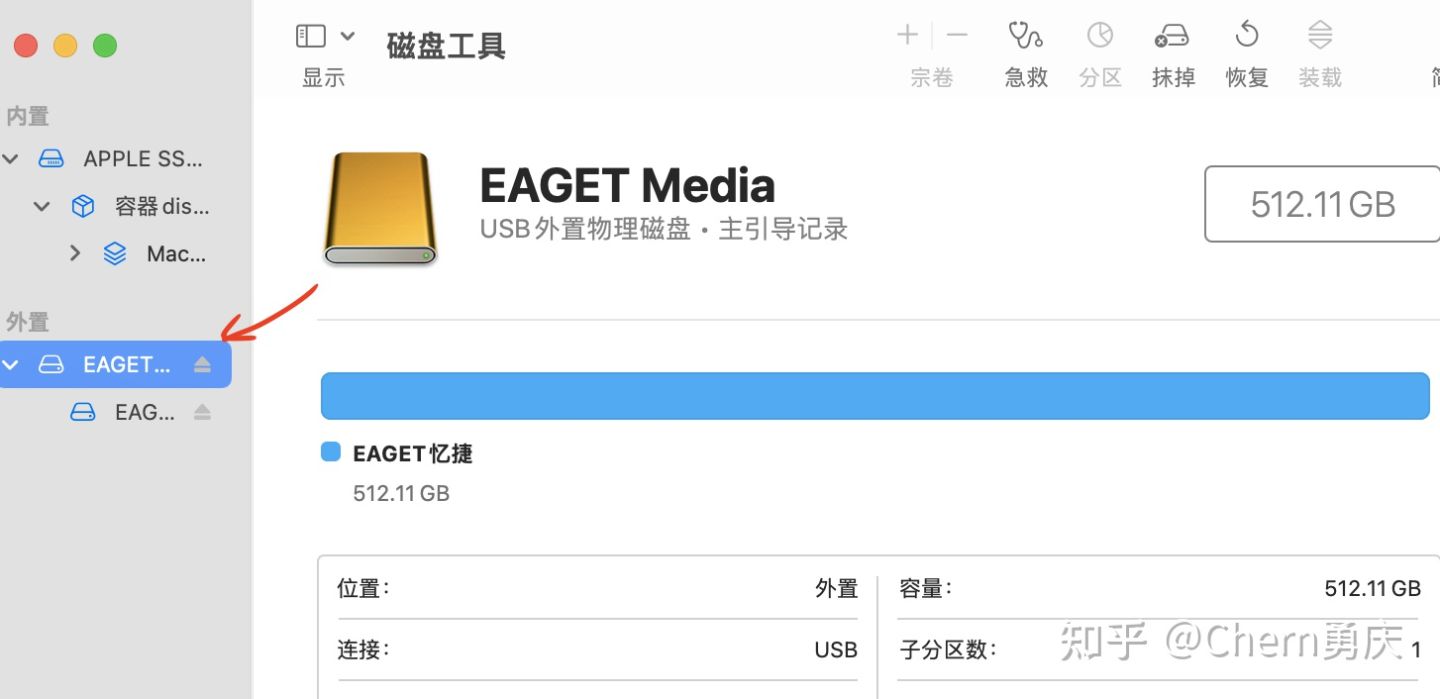 显示
磁盘工具
宗卷
急救
分区
抹掉
恢复
装载
内置
APPLE SS...
容器 dis...
Mac...
外置
EAGET...
EAG...
EAGET Media
USB外置物理磁盘 • 主引导记录
512.11 GB
EAGET忆捷
512.11 GB
位置： 外置
容量： 512.11 GB
连接： USB
子分区数： 1
知乎 @Chern勇庆